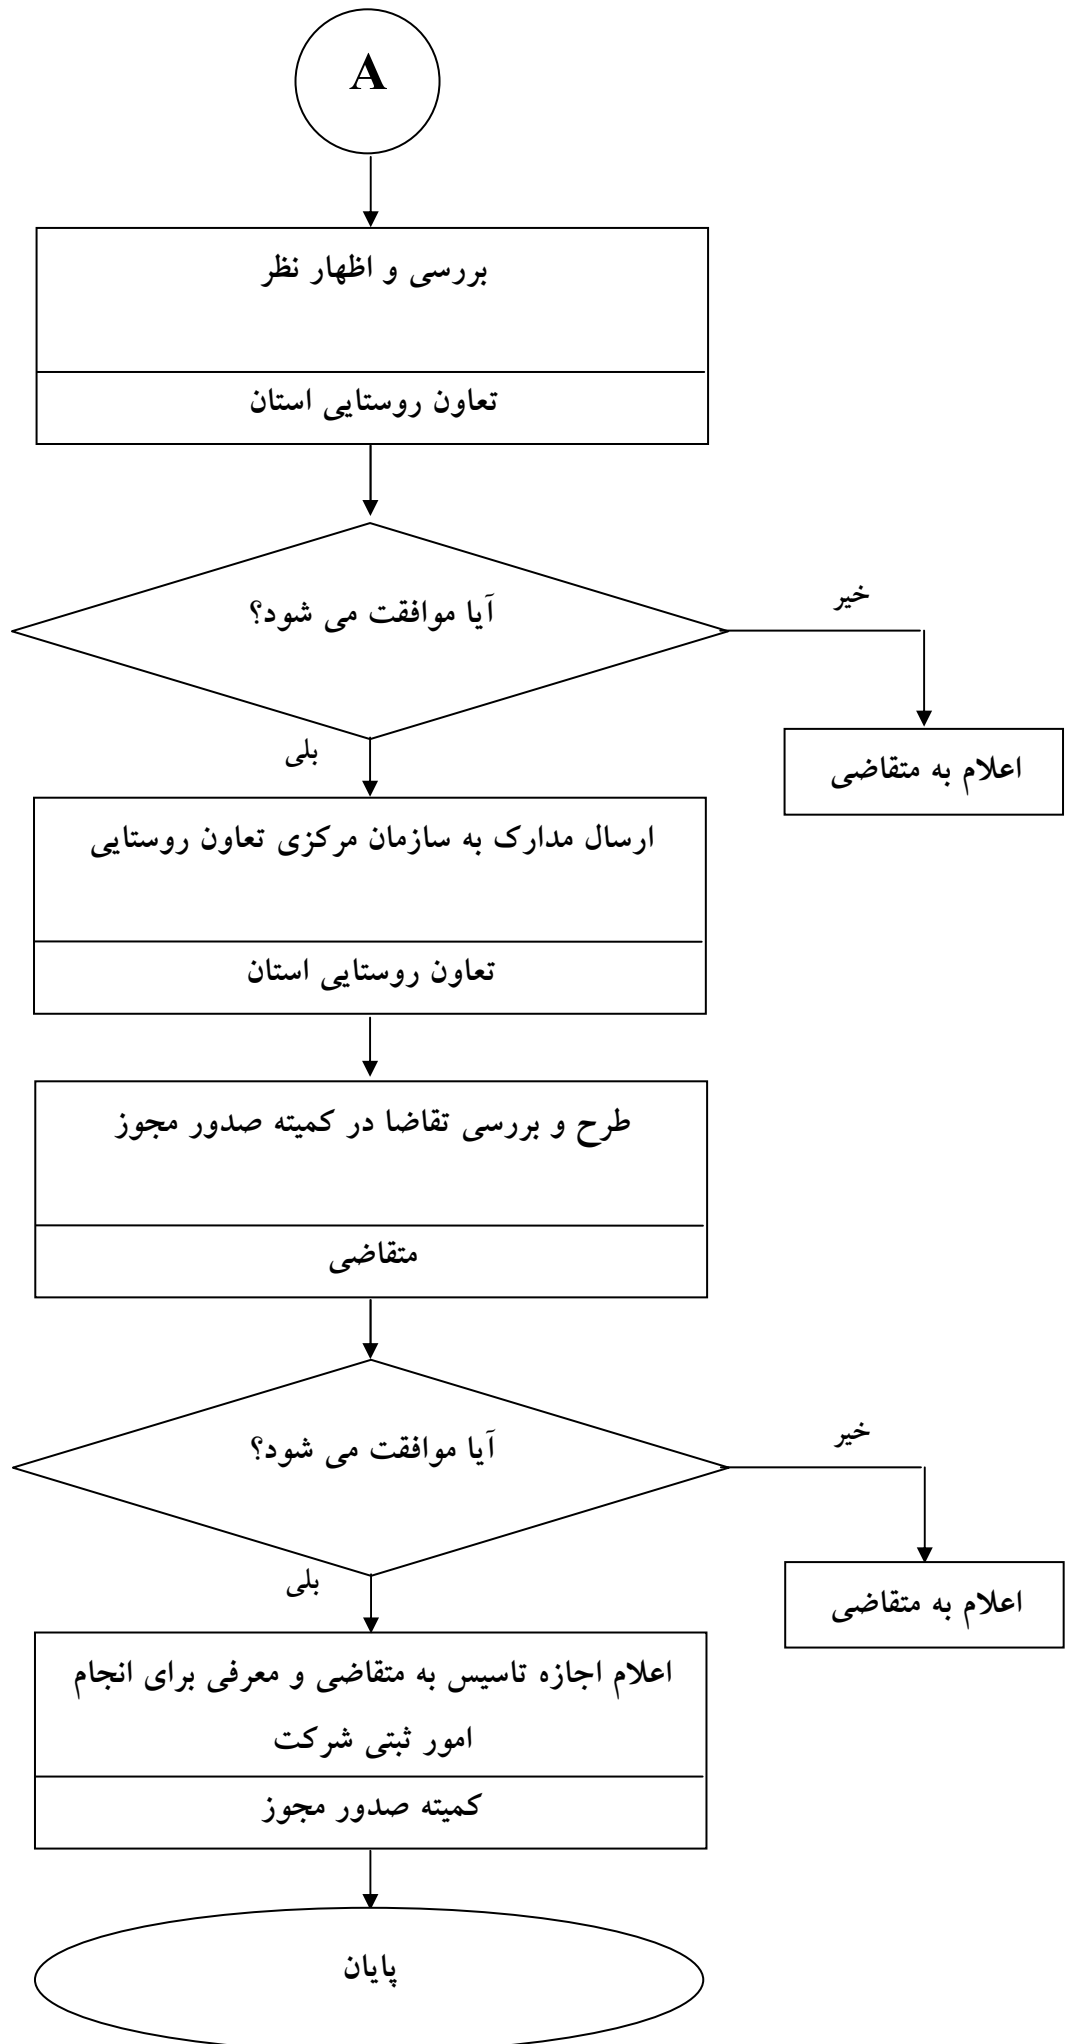 A
بررسی و اظهار نظر
تعاون روستایی استان
آیا موافقت می شود؟
خیر
بلی
اعلام به متقاضی
ارسال مدارک به سازمان مرکزی تعاون روستایی
تعاون روستایی استان
طرح و بررسی تقاضا در کمیته صدور مجوز
متقاضی
آیا موافقت می شود؟
خیر
بلی
اعلام به متقاضی
اعلام اجازه تاسیس به متقاضی و معرفی برای انجام
امور ثبتی شرکت
کمیته صدور مجوز
پایان